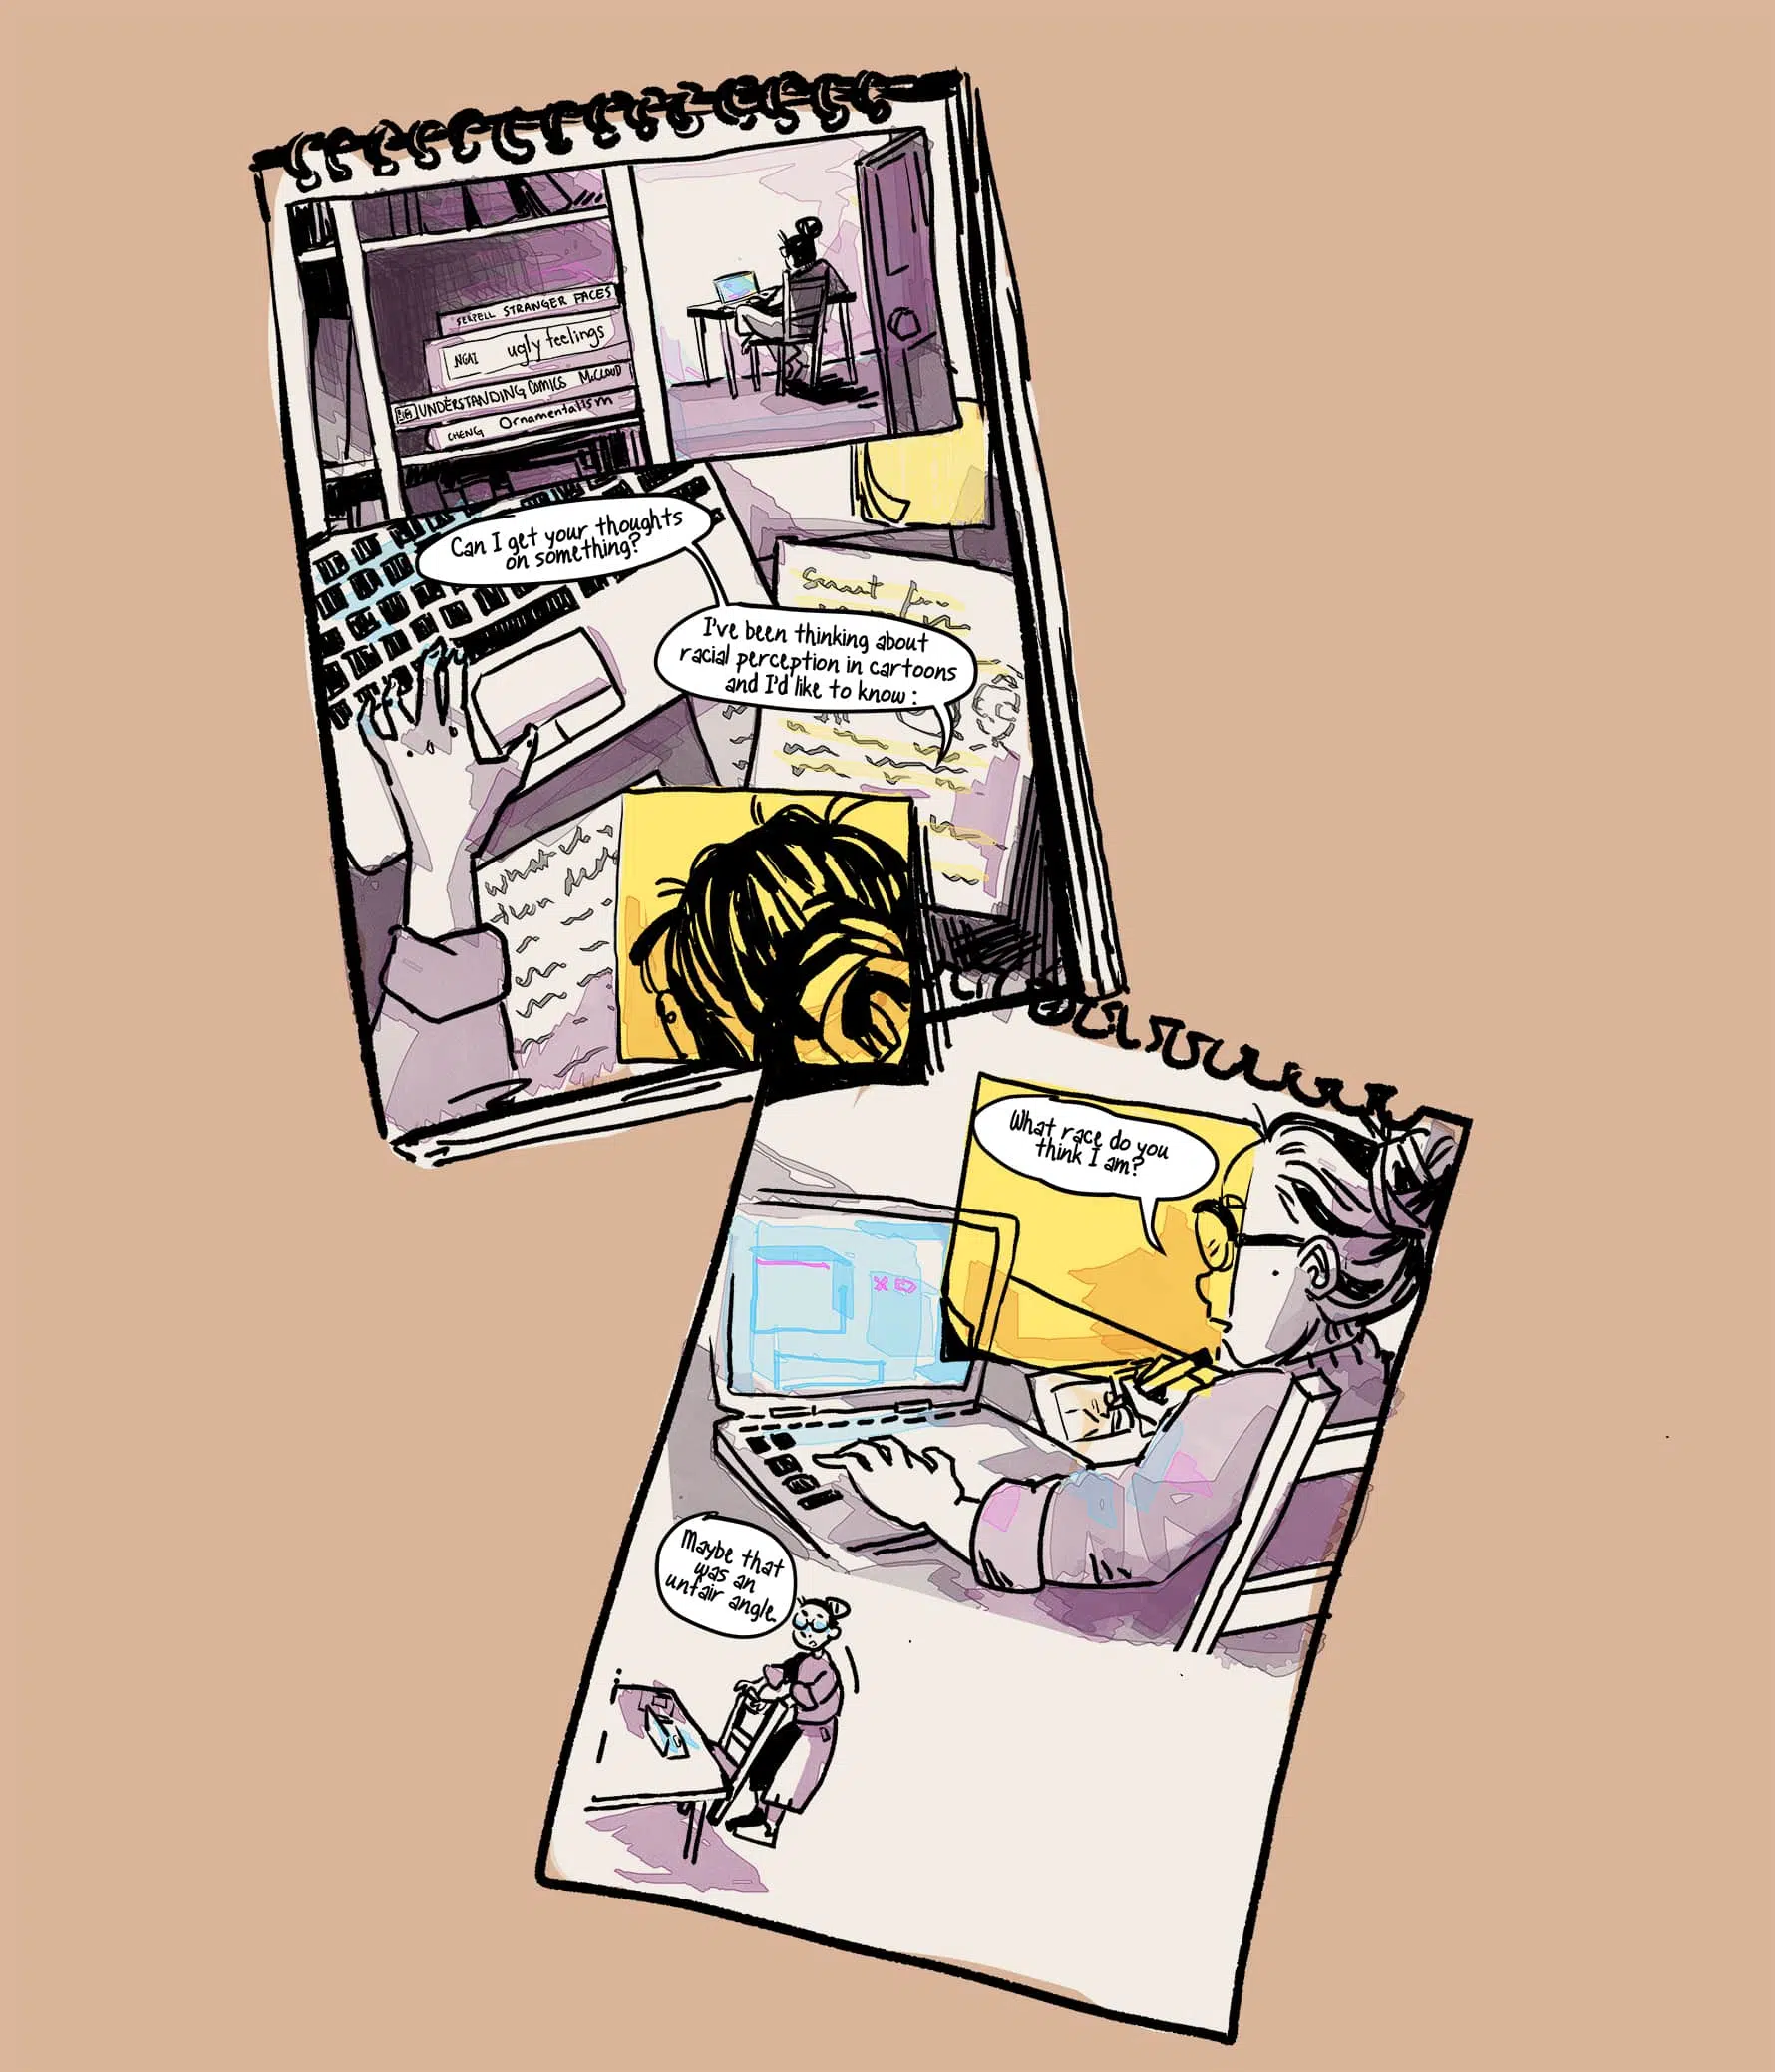 SERPELL STRANGER FACES
NGAI ugly feelings
UNDERSTANDING COMICS McCLOUD
CHENG Ornamentalism
Can I get your thoughts
on something?
I've been thinking about
racial perception in cartoons
and I'd like to know:
What race do you
think I am?
Maybe that
was an
unfair angle.